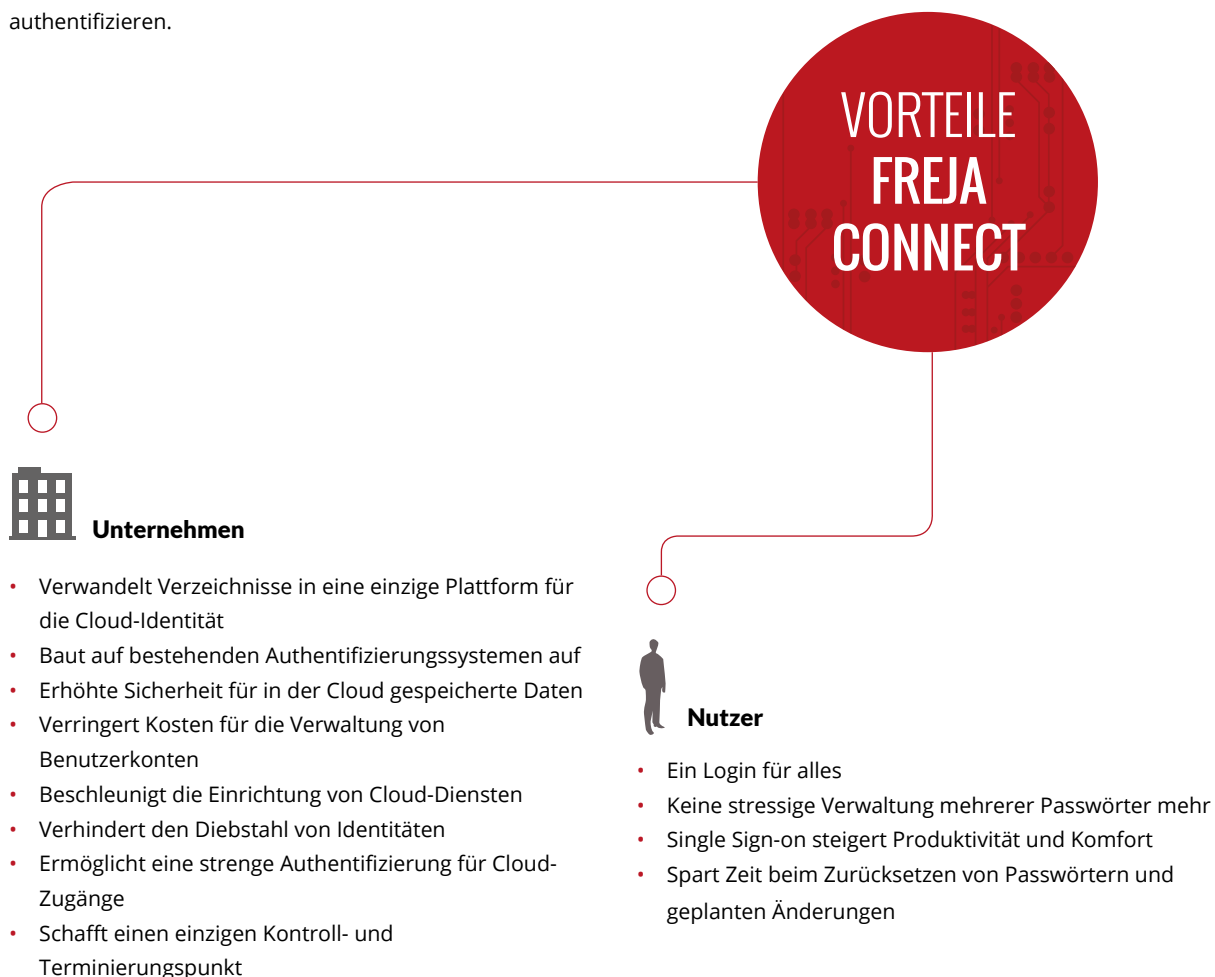 authentifizieren.
VORTEILE
FREJA
CONNECT
Unternehmen
• Verwandelt Verzeichnisse in eine einzige Plattform für
die Cloud-Identität
• Baut auf bestehenden Authentifizierungssystemen auf
• Erhöhte Sicherheit für in der Cloud gespeicherte Daten
• Verringert Kosten für die Verwaltung von
Benutzerkonten
• Beschleunigt die Einrichtung von Cloud-Diensten
• Verhindert den Diebstahl von Identitäten
• Ermöglicht eine strenge Authentifizierung für Cloud-
Zugänge
• Schafft einen einzigen Kontroll- und
Terminierungspunkt
Nutzer
• Ein Login für alles
• Keine stressige Verwaltung mehrerer Passwörter mehr
• Single Sign-on steigert Produktivität und Komfort
• Spart Zeit beim Zurücksetzen von Passwörtern und
geplanten Änderungen